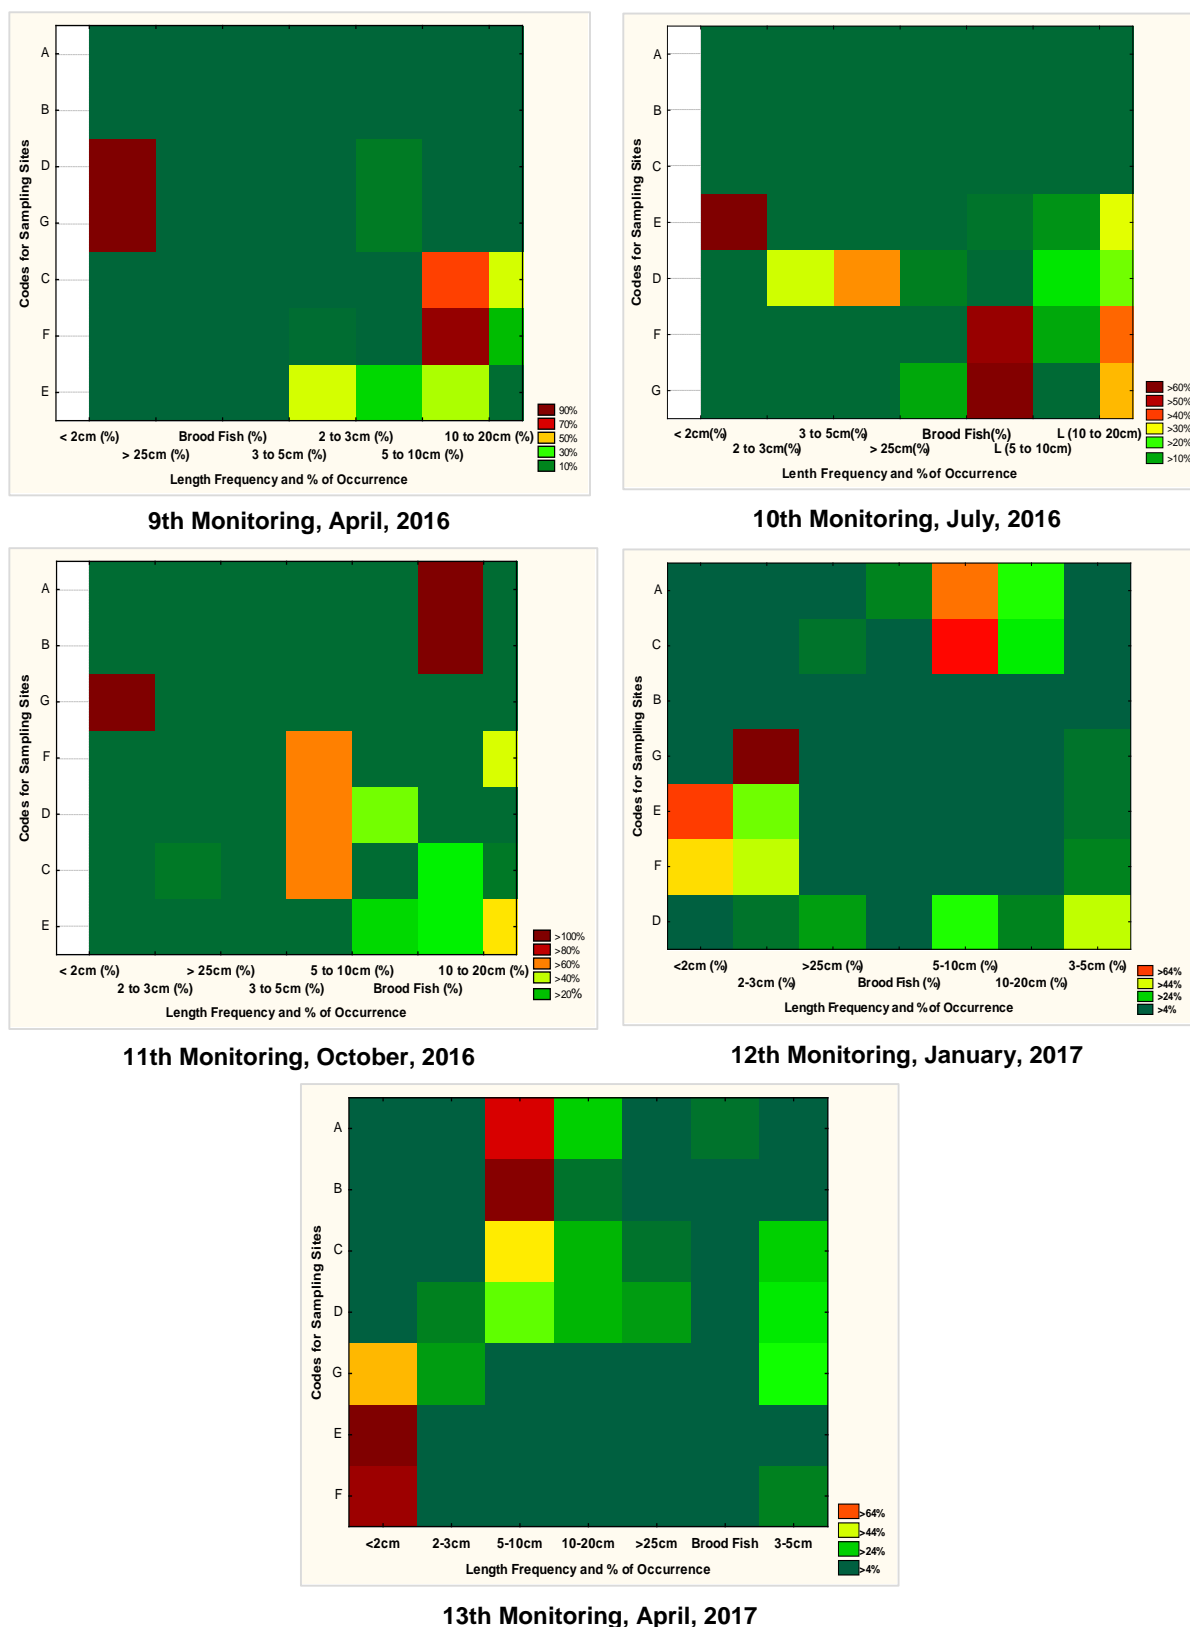 Codes for Sampling Sites
A
B
D
G
C
F
E
90%
70%
50%
30%
10%
< 2cm (%) Brood Fish (%) 2 to 3cm (%) 10 to 20cm (%)
> 25cm (%) 3 to 5cm (%) 5 to 10cm (%)
Length Frequency and % of Occurrence
9th Monitoring, April, 2016
Codes for Sampling Sites
A
B
C
E
D
F
G
>60%
>50%
>40%
>30%
>20%
>10%
< 2cm(%) 3 to 5cm(%) Brood Fish(%) L (10 to 20cm)
2 to 3cm(%) > 25cm(%) L (5 to 10cm)
Lenth Frequency and %of Occurrence
10th Monitoring, July, 2016
Codes for Sampling Sites
A
B
G
F
D
C
E
>100%
>80%
>60%
>40%
>20%
< 2cm (%) > 25cm (%) 5 to 10cm (%) 10 to 20cm (%)
2 to 3cm (%) 3 to 5cm (%) Brood Fish (%)
Length Frequency and % of Occurrence
11th Monitoring, October, 2016
Codes for Sampling Sites
A
C
B
G
E
F
D
<2cm (%) >25cm (%) 5-10cm (%) 3-5cm (%)
2-3cm (%) Brood Fish (%) 10-20cm (%)
>64%
>44%
>24%
>4%
Length Frequency and %of Occurrence
12th Monitoring, January, 2017
Codes for Sampling Sites
A
B
C
D
G
E
F
>64%
>44%
>24%
>4%
<2cm 2-3cm 5-10cm 10-20cm >25cm Brood Fish 3-5cm
Length Frequency and % of Occurrence
13th Monitoring, April, 2017